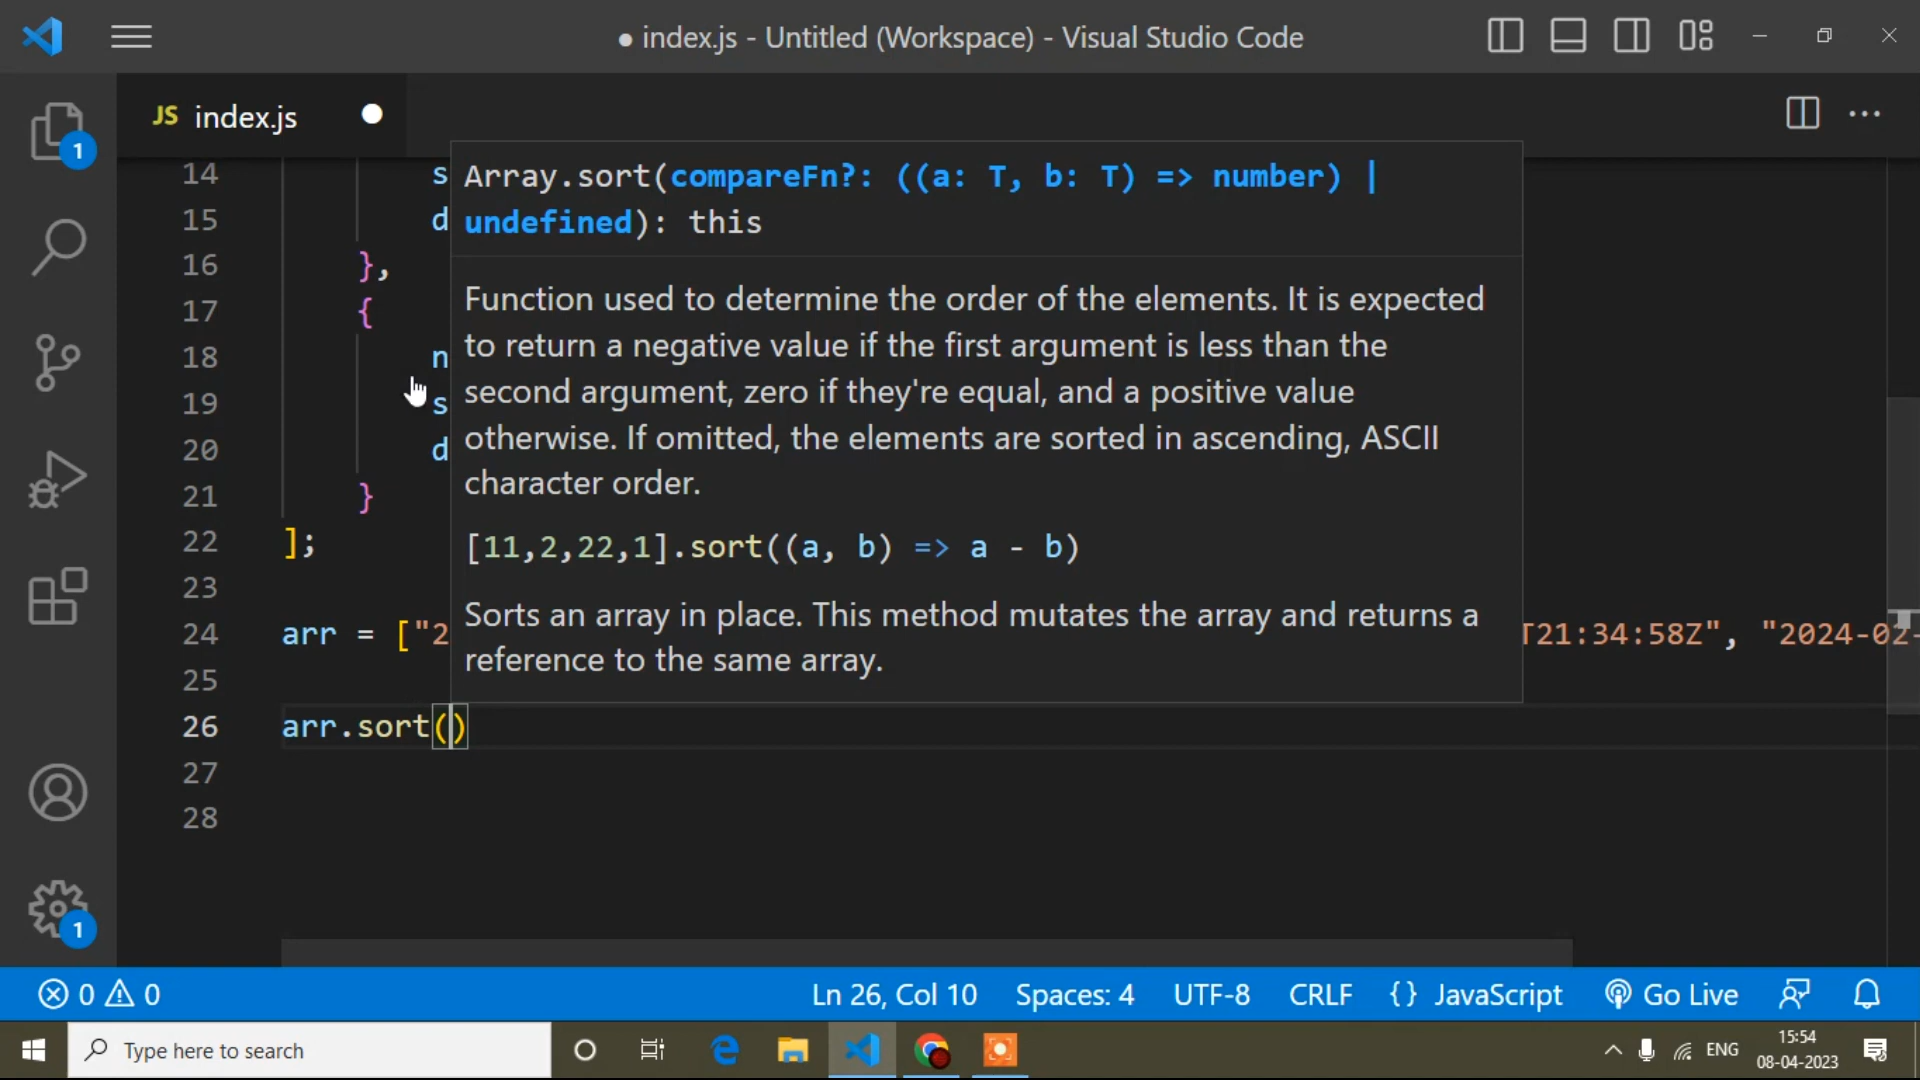 ● index.js - Untitled (Workspace) - Visual Studio Code
JS index.js
1
14 s
15 d
16 },
17 {
18 n
19 s
20 d
21 }
22 ];
23
24 arr = ["2
T21:34:58Z", "2024-02-
25
26 arr.sort()
27
28
Array.sort(compareFn?: ((a: T, b: T) => number) |
undefined): this
Function used to determine the order of the elements. It is expected
to return a negative value if the first argument is less than the
second argument, zero if they're equal, and a positive value
otherwise. If omitted, the elements are sorted in ascending, ASCII
character order.
[11,2,22,1].sort((a, b) => a - b)
Sorts an array in place. This method mutates the array and returns a
reference to the same array.
1
0 0 Ln 26, Col 10 Spaces: 4 UTF-8 CRLF {} JavaScript Go Live
Type here to search
ENG
15:54
08-04-2023